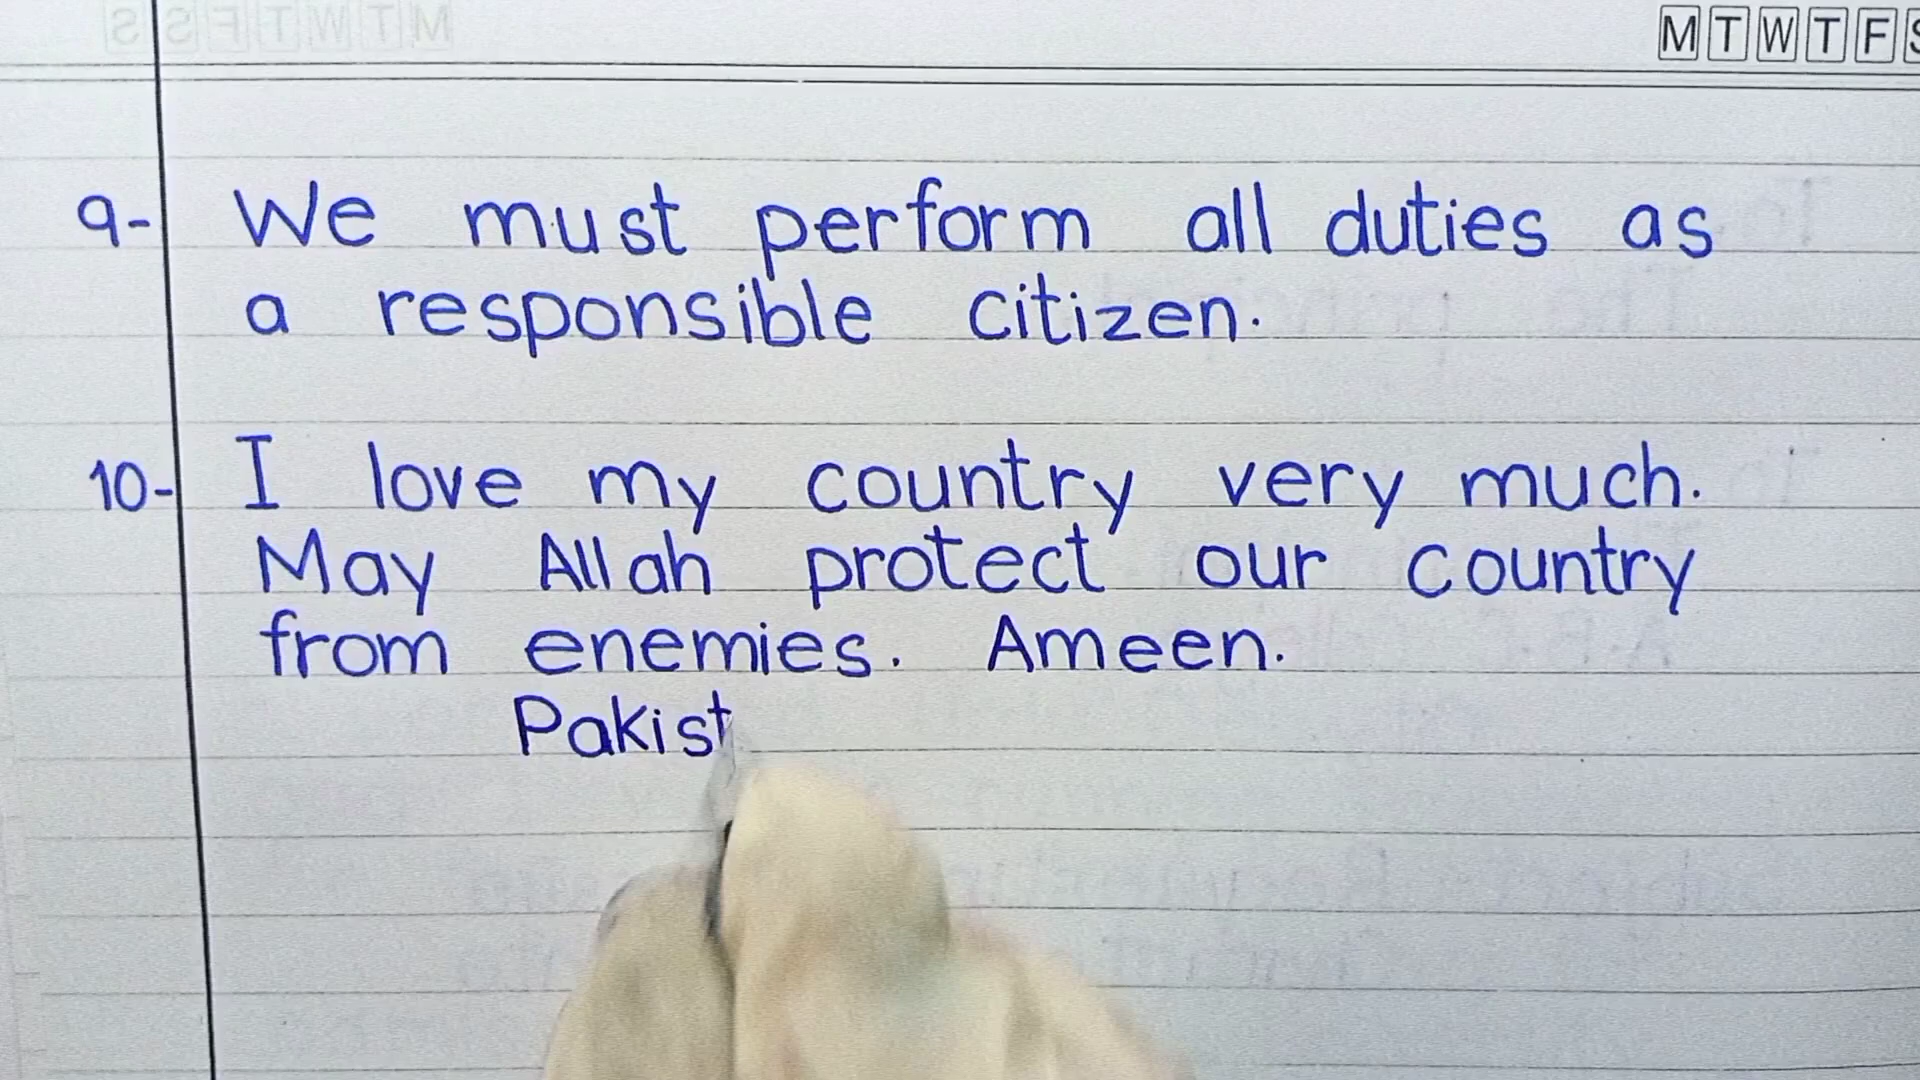 M T W T F S
9- We must perform all duties as
a responsible citizen.
10- I love my country very much.
May Allah protect our country
from enemies. Ameen.
Pakist